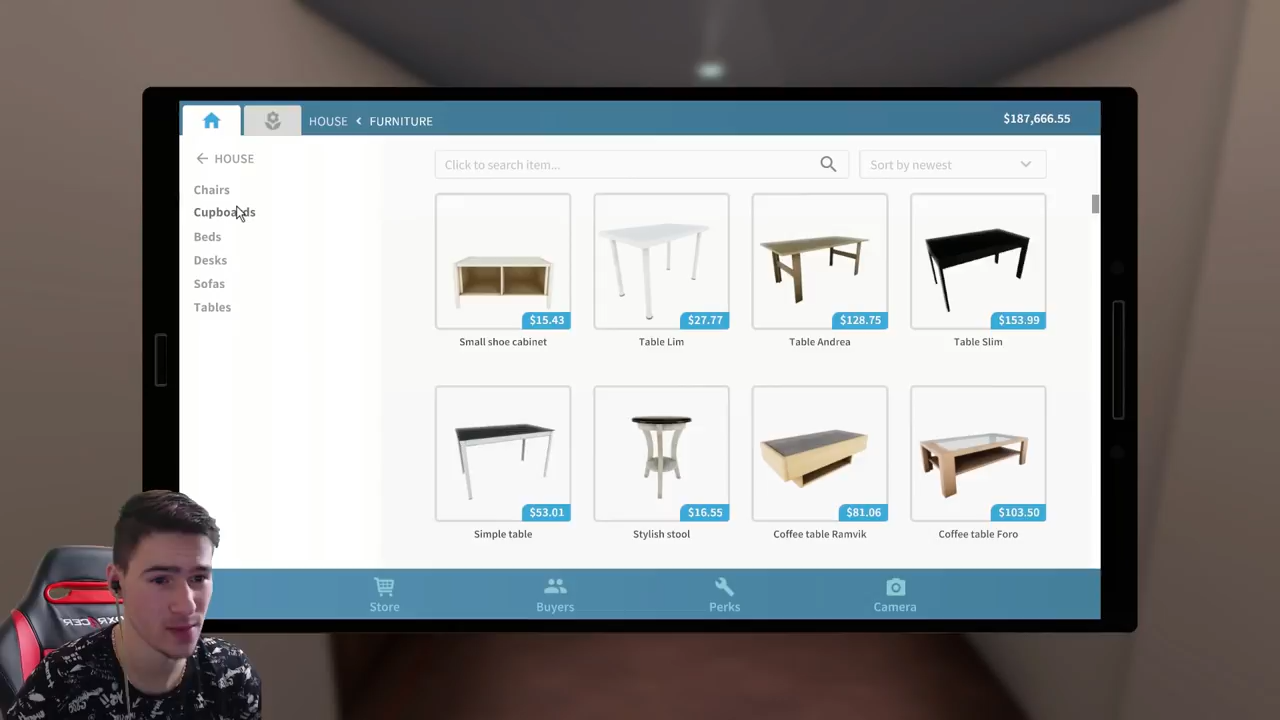 HOUSE < FURNITURE
$187,666.55
← HOUSE
Click to search item...
Sort by newest
Chairs
Cupboards
Beds
Desks
Sofas
Tables
$15.43
$27.77
$128.75
$153.99
Small shoe cabinet
Table Lim
Table Andrea
Table Slim
$53.01
$16.55
$81.06
$103.50
Simple table
Stylish stool
Coffee table Ramvik
Coffee table Foro
Store
Buyers
Perks
Camera